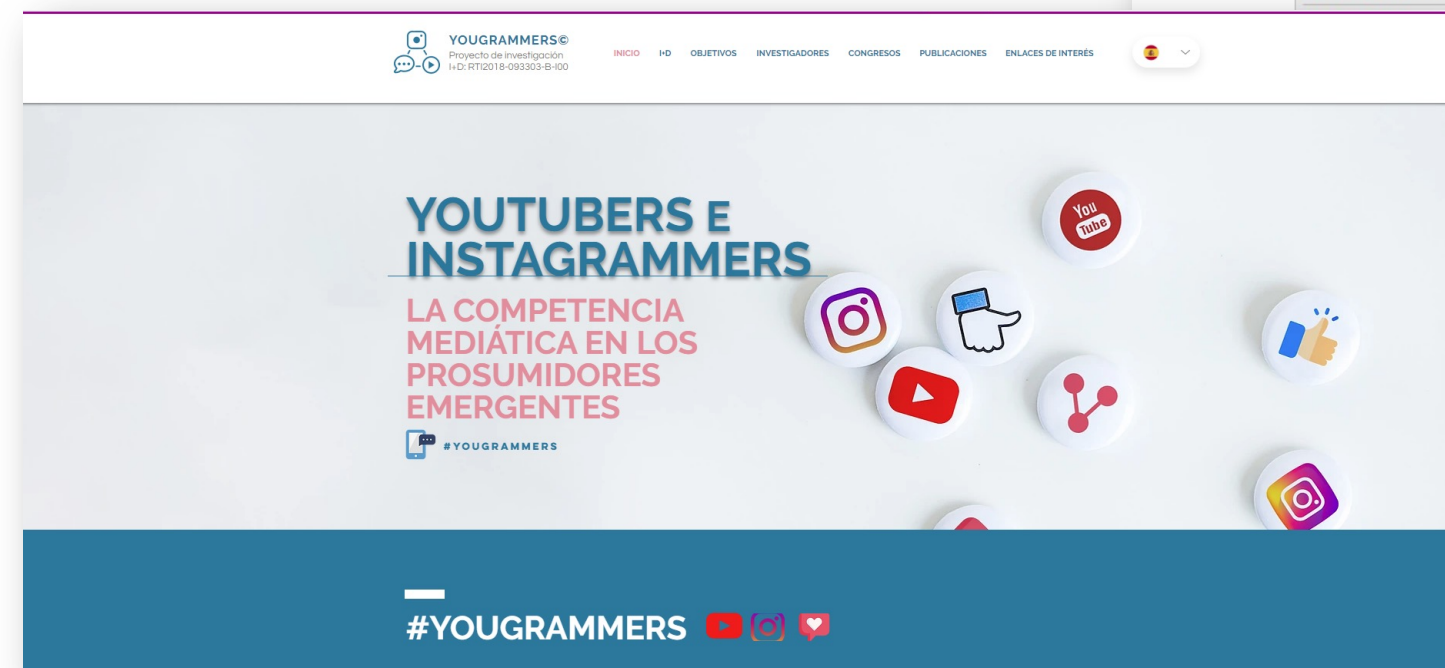 YOUGRAMMERS©
Proyecto de investigación
I+D: RTI2018-093303-B-I00
INICIO I+D OBJETIVOS INVESTIGADORES CONGRESOS PUBLICACIONES ENLACES DE INTERÉS
YOUTUBERS E
INSTAGRAMMERS
LA COMPETENCIA
MEDIÁTICA EN LOS
PROSUMIDORES
EMERGENTES
#YOUGRAMMERS
You
Tube
#YOUGRAMMERS